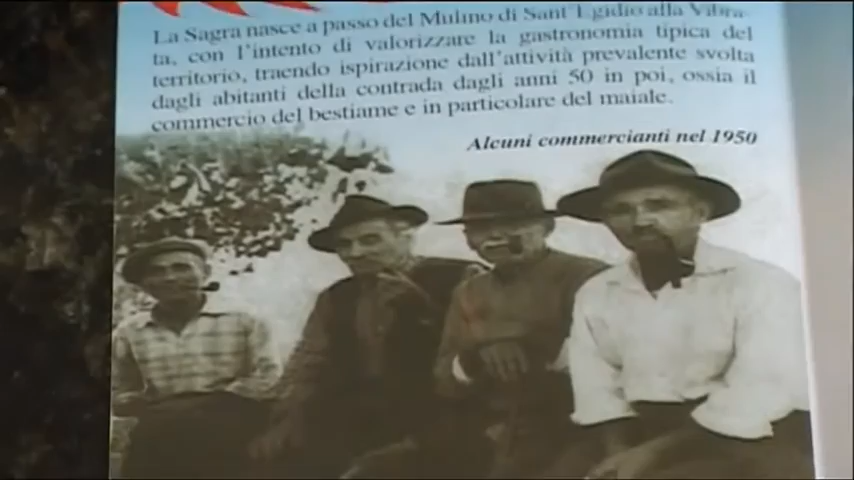 La Sagra nasce a passo del Mulino di Sant'Egidio alla Vibra-
ta, con l'intento di valorizzare la gastronomia tipica del
territorio, traendo ispirazione dall'attività prevalente svolta
dagli abitanti della contrada dagli anni 50 in poi, ossia il
commercio del bestiame e in particolare del maiale.
Alcuni commercianti nel 1950